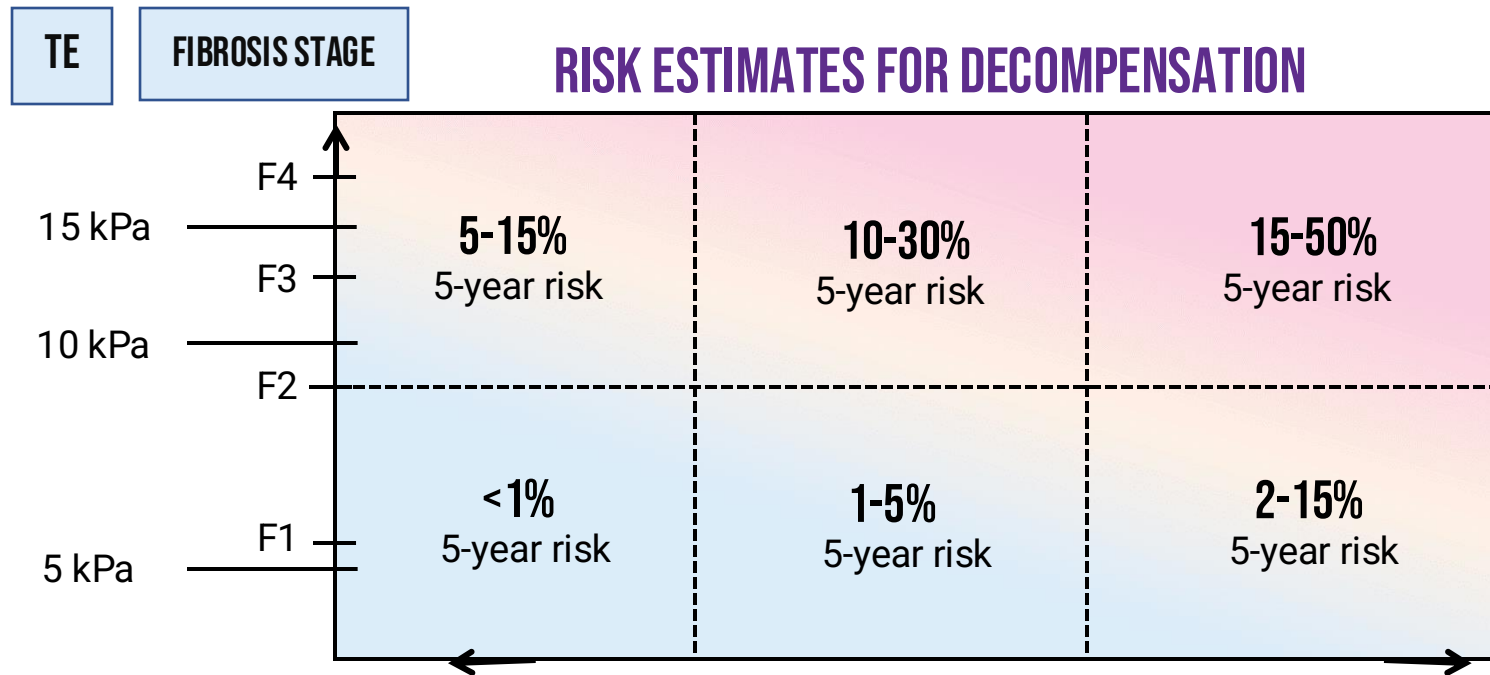 TE
FIBROSIS STAGE
RISK ESTIMATES FOR DECOMPENSATION
F4
15 kPa
F3
10 kPa
F2
F1
5 kPa
5-15%
5-year risk
10-30%
5-year risk
15-50%
5-year risk
<1%
5-year risk
1-5%
5-year risk
2-15%
5-year risk